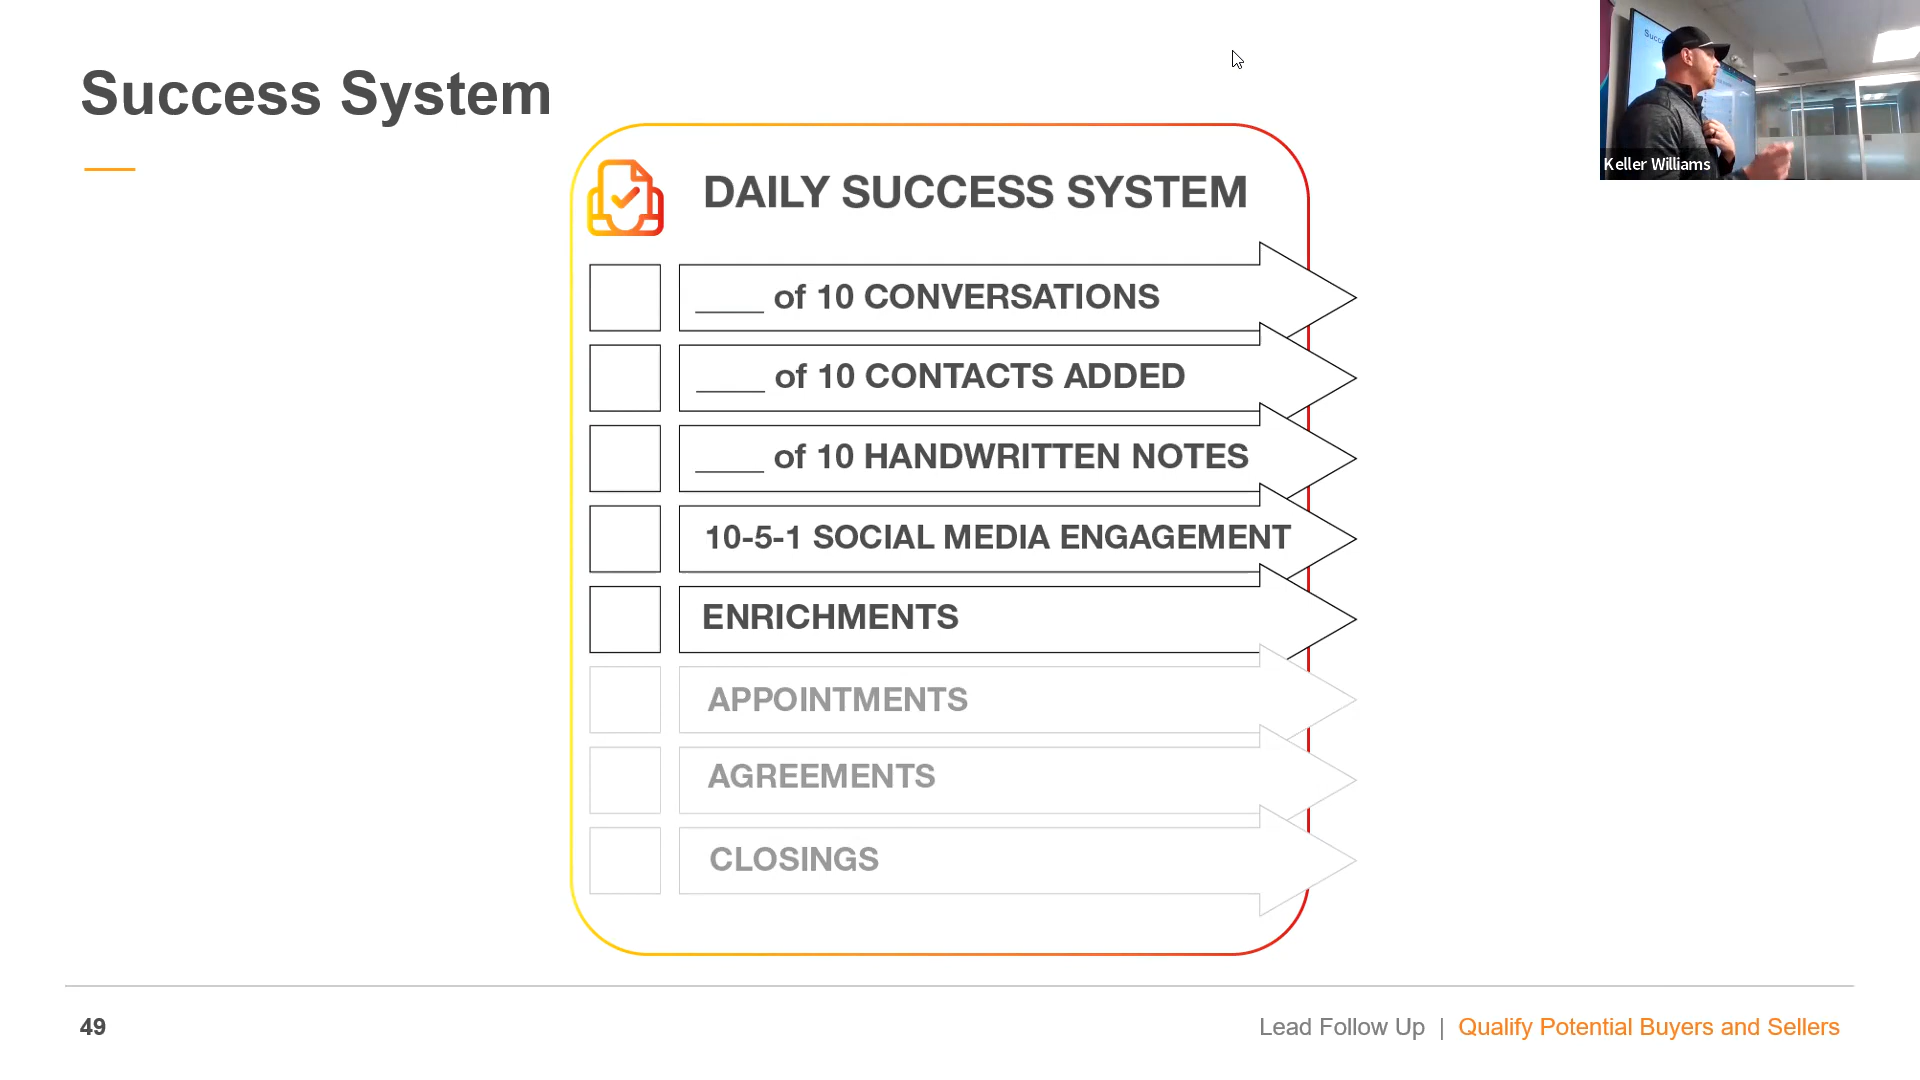 Success System
Succ
Keller Williams
DAILY SUCCESS SYSTEM
____ of 10 CONVERSATIONS
____ of 10 CONTACTS ADDED
____ of 10 HANDWRITTEN NOTES
10-5-1 SOCIAL MEDIA ENGAGEMENT
ENRICHMENTS
APPOINTMENTS
AGREEMENTS
CLOSINGS
49
Lead Follow Up | Qualify Potential Buyers and Sellers